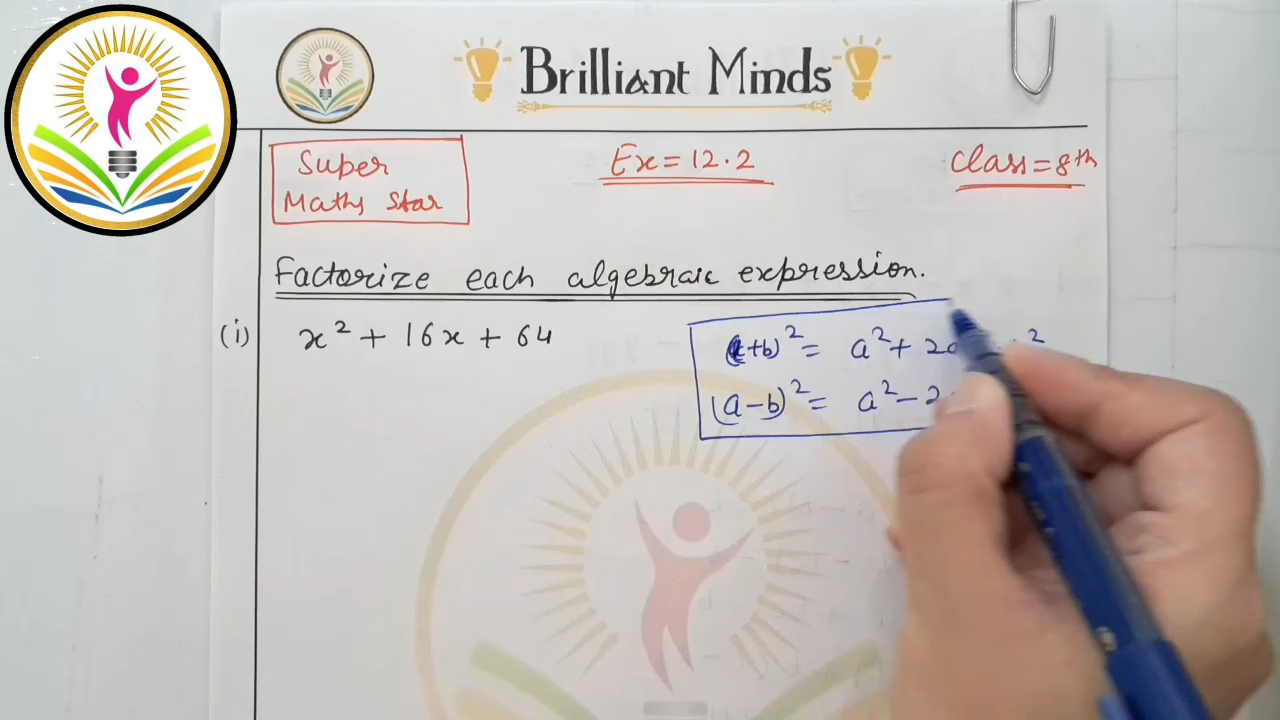 Brilliant Minds
Super
Maths Star
Ex = 12.2
Class = 8th
Factorize each algebraic expression.
(i) x² + 16x + 64
(a+b)² = a² + 2 ²
(a-b)² = a² - 2